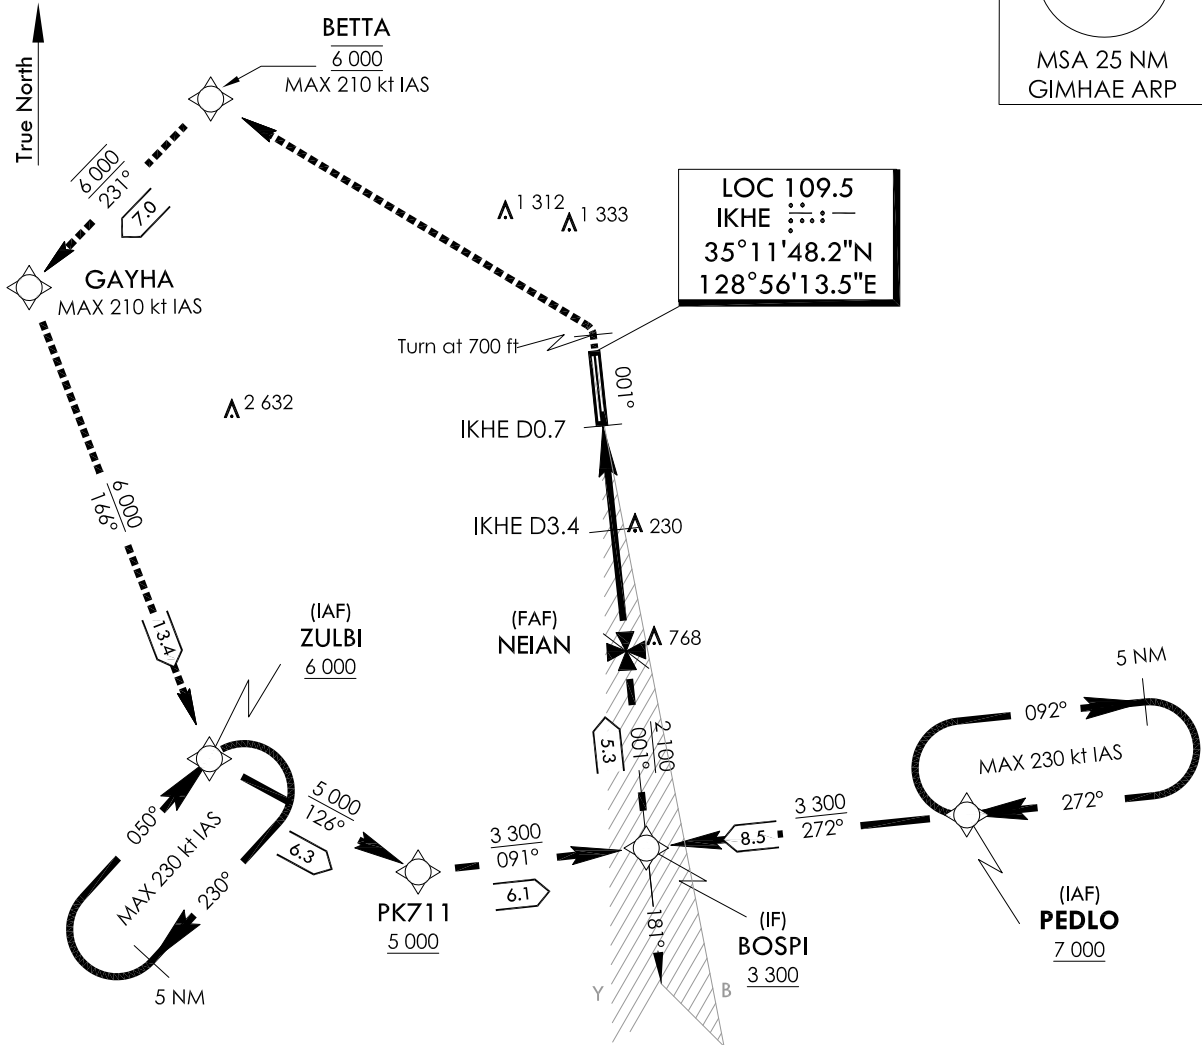 True North
BETTA
6 000
MAX 210 kt IAS
MSA 25 NM
GIMHAE ARP
6 000
231°
7.0
1 312
1 333
LOC 109.5
IKHE
35°11'48.2"N
128°56'13.5"E
GAYHA
MAX 210 kt IAS
Turn at 700 ft
001°
2 632
IKHE D0.7
6 000
166°
IKHE D3.4
230
13.4
(IAF)
ZULBI
6 000
(FAF)
NEIAN
768
5 NM
092°
MAX 230 kt IAS
272°
5.3
2 100
001°
050°
MAX 230 kt IAS
230°
5 NM
5 000
126°
6.3
3 300
091°
6.1
3 300
272°
8.5
PK711
5 000
181°
(IF)
BOSPI
3 300
(IAF)
PEDLO
7 000
Y
B